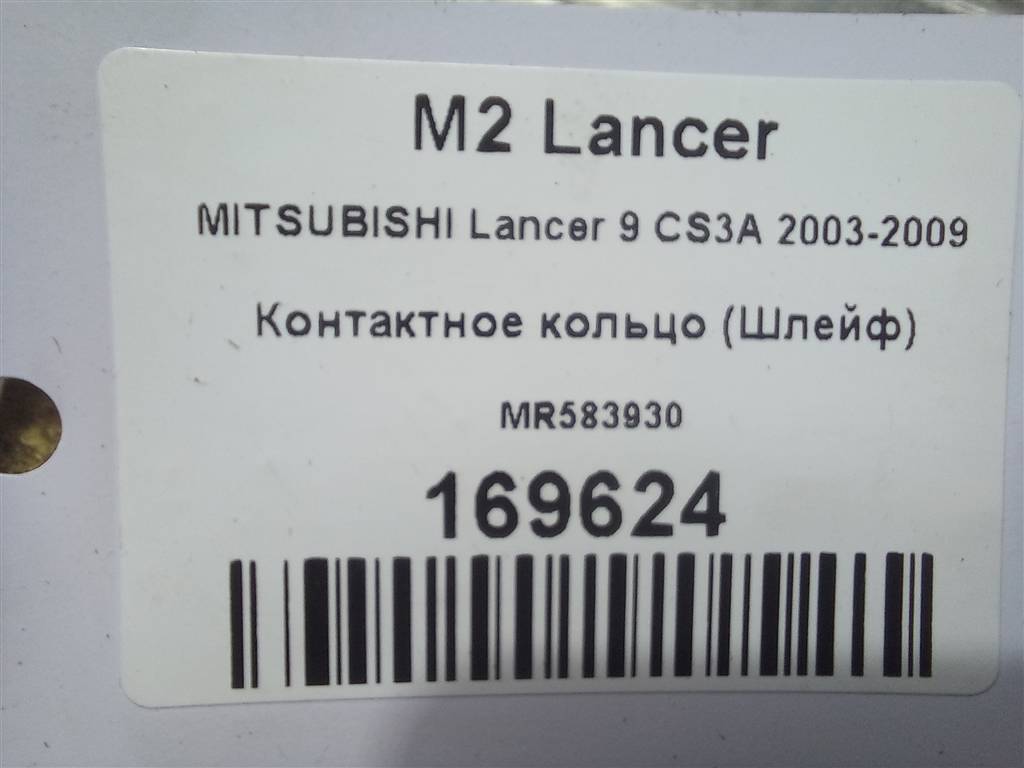 M2 Lancer
MITSUBISHI Lancer 9 CS3A 2003-2009
Контактное кольцо (Шлейф)
MR583930
169624